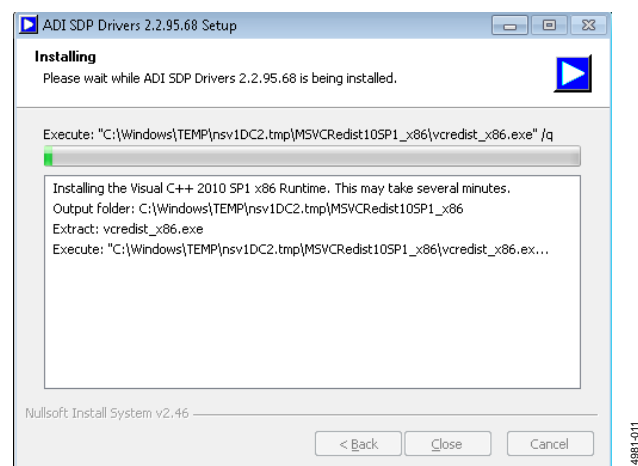 ADI SDP Drivers 2.2.95.68 Setup
Installing
Please wait while ADI SDP Drivers 2.2.95.68 is being installed.
Execute: "C:\Windows\TEMP\nsv1DC2.tmp\MSVCRedist10SP1_x86\vcredist_x86.exe" /q
Installing the Visual C++ 2010 SP1 x86 Runtime. This may take several minutes.
Output folder: C:\Windows\TEMP\nsv1DC2.tmp\MSVCRedist10SP1_x86
Extract: vcredist_x86.exe
Execute: "C:\Windows\TEMP\nsv1DC2.tmp\MSVCRedist10SP1_x86\vcredist_x86.ex...
Nullsoft Install System v2.46
< Back
Close
Cancel
4981-011